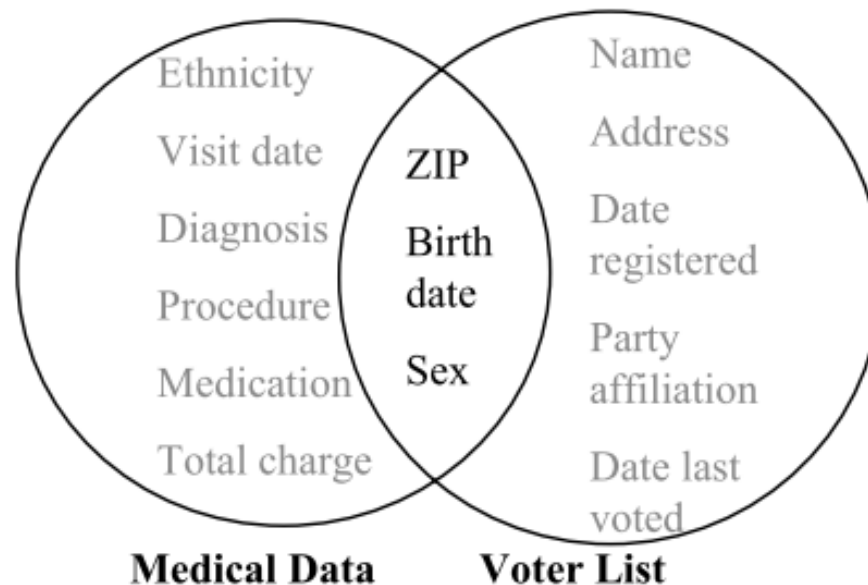 Ethnicity
Visit date
Diagnosis
Procedure
Medication
Total charge
ZIP
Birth
date
Sex
Name
Address
Date
registered
Party
affiliation
Date last
voted
Medical Data
Voter List